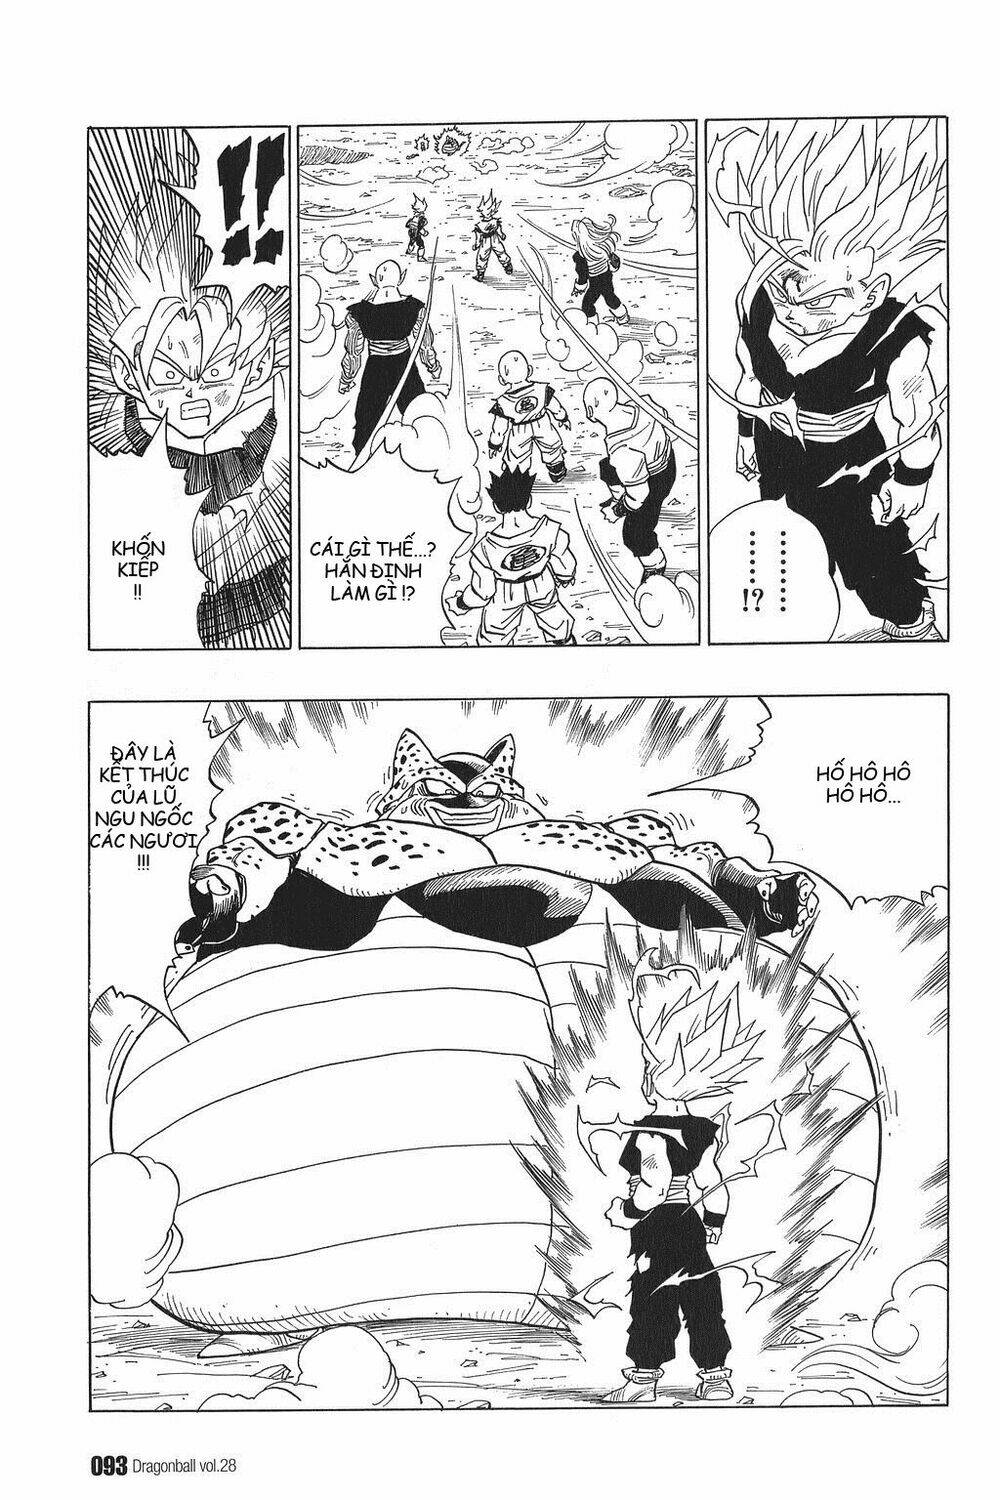 !?
CÁI GÌ THẾ...?
HẮN ĐỊNH
LÀM GÌ !?
!!
KHỐN
KIẾP
!!
HỐ HÔ HÔ
HÔ HÔ...
ĐÂY LÀ
KẾT THÚC
CỦA LŨ
NGU NGỐC
CÁC NGƯƠI
!!!
093 Dragonball vol.28